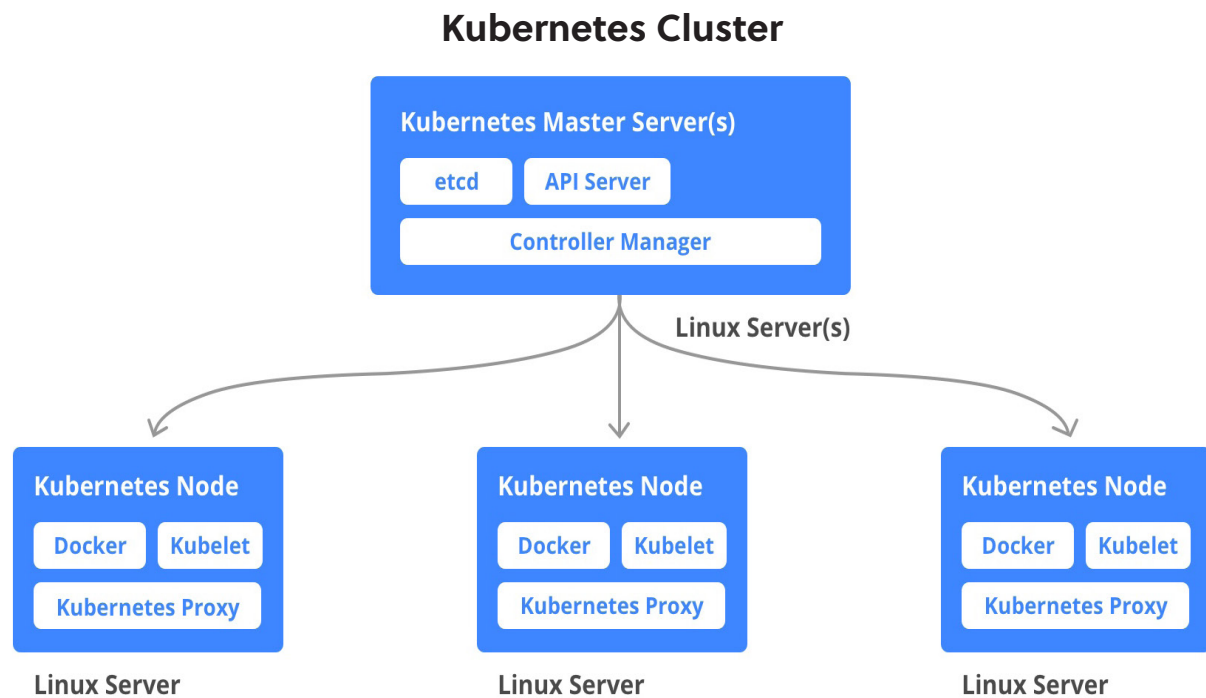 Kubernetes Cluster
Kubernetes Master Server(s)
etcd API Server
Controller Manager
Linux Server(s)
Kubernetes Node
Docker Kubelet
Kubernetes Proxy
Linux Server
Kubernetes Node
Docker Kubelet
Kubernetes Proxy
Linux Server
Kubernetes Node
Docker Kubelet
Kubernetes Proxy
Linux Server